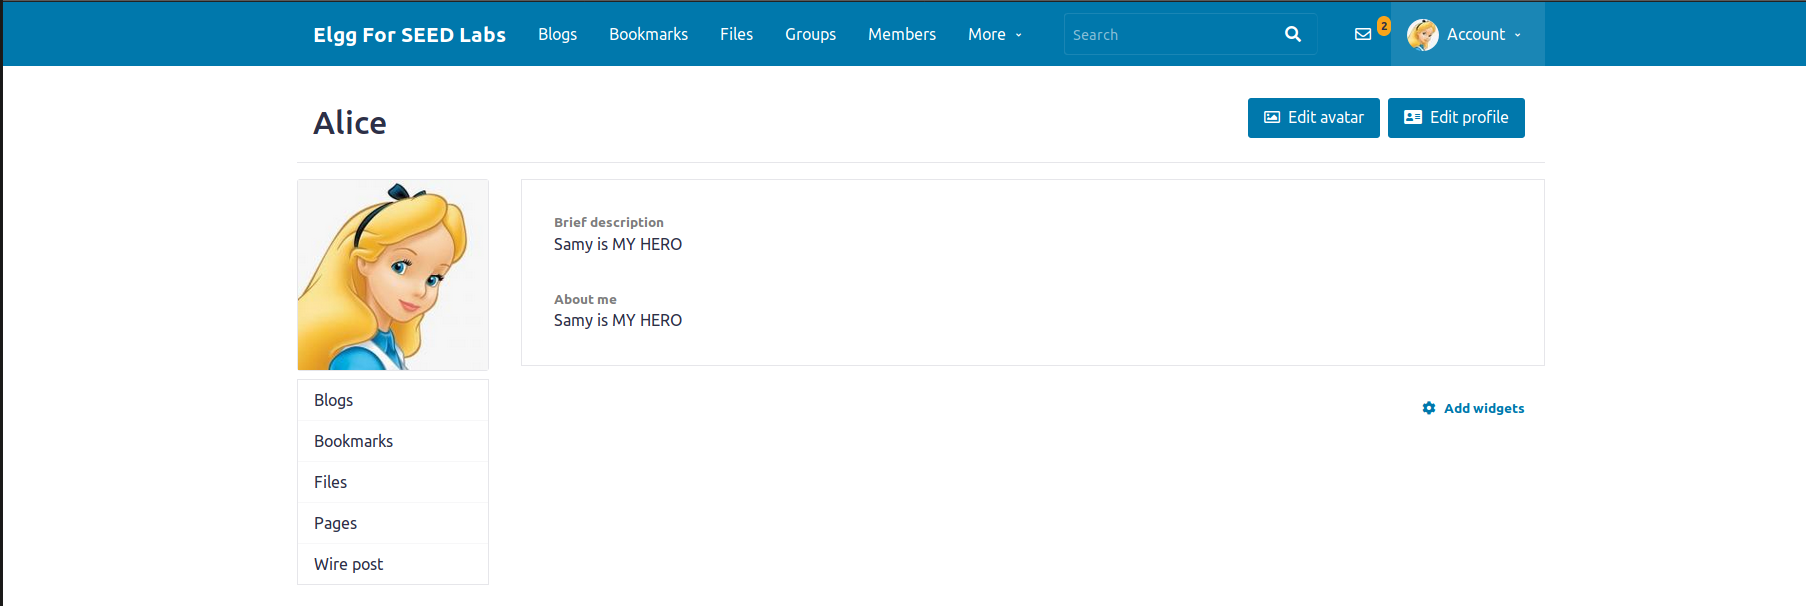 Elgg For SEED Labs Blogs Bookmarks Files Groups Members More Search 2 Account
Alice
Edit avatar Edit profile
Brief description
Samy is MY HERO
About me
Samy is MY HERO
Blogs
Bookmarks
Files
Pages
Wire post
Add widgets